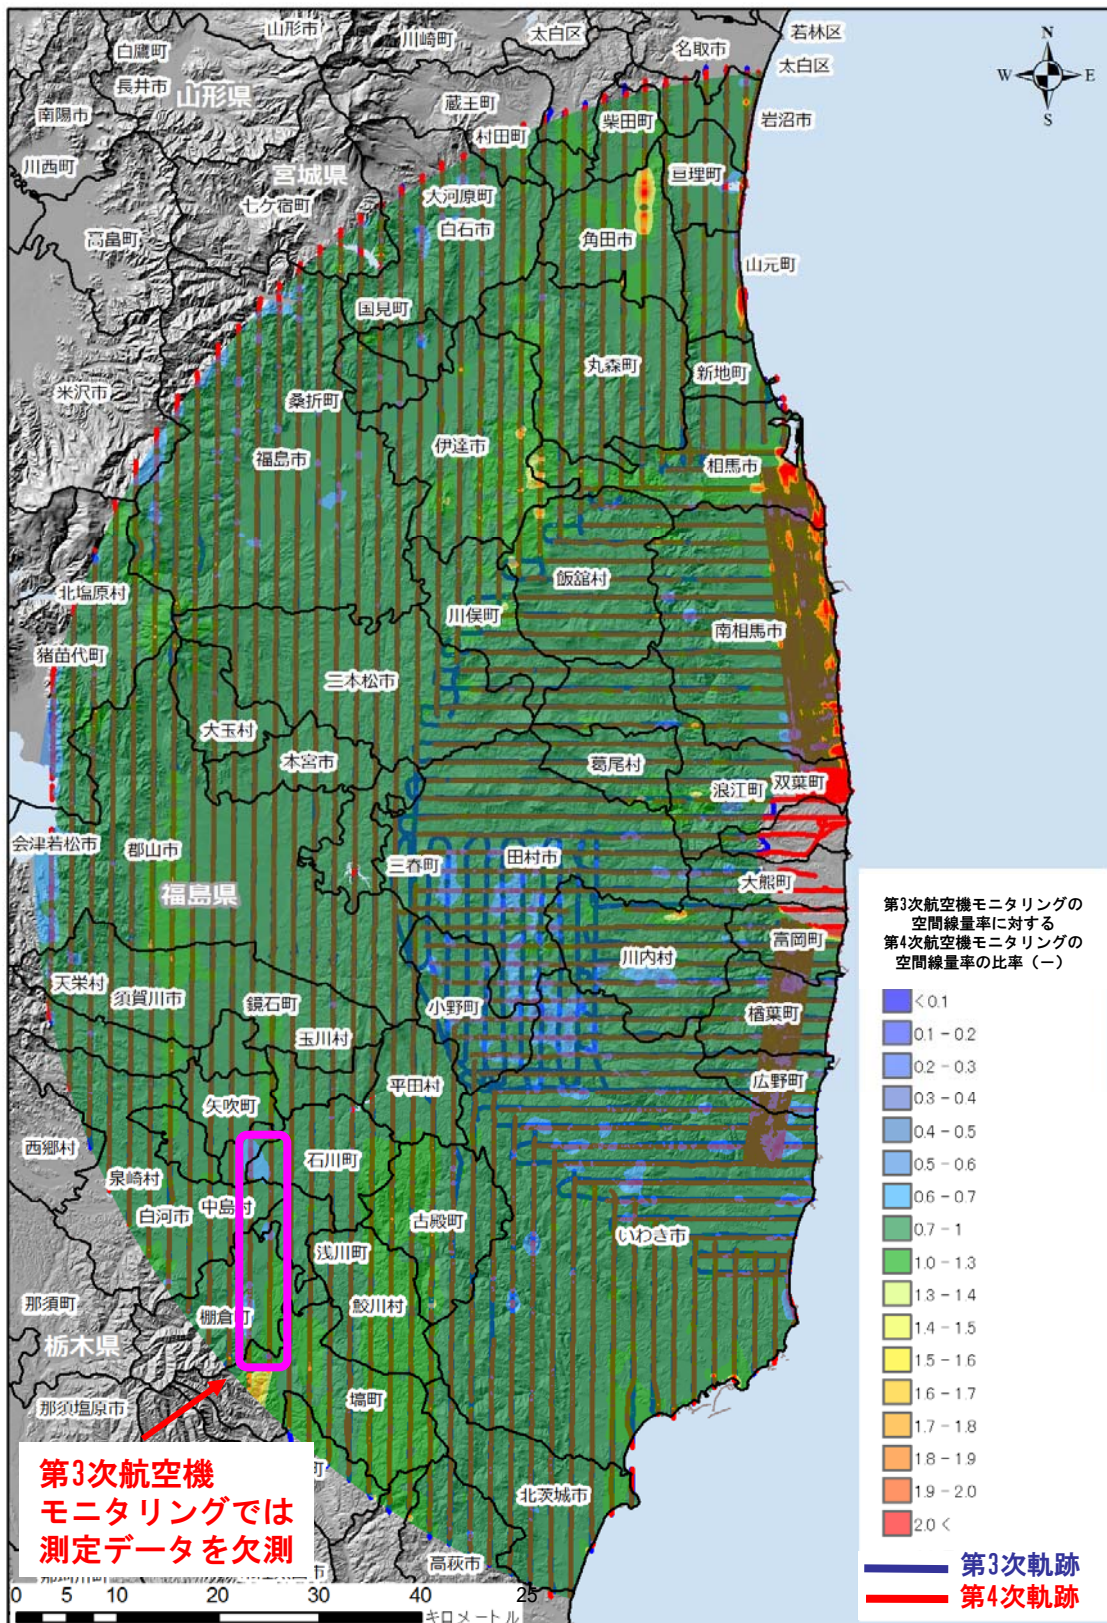 山形市
川崎町
太白区
若林区
名取市
太白区
白鷹町
長井市
山形県
南陽市
川西町
蔵王町
村田町
柴田町
岩沼市
宮城県
七ケ宿町
大河原町
亘理町
高畠町
白石市
角田市
山元町
国見町
丸森町
新地町
米沢市
桑折町
伊達市
福島市
相馬市
北塩原村
川俣町
飯舘村
南相馬市
猪苗代町
二本松市
大玉村
本宮市
葛尾村
浪江町
双葉町
会津若松市
郡山市
三春町
田村市
大熊町
福島県
富岡町
川内村
天栄村
須賀川市
鏡石町
小野町
楢葉町
玉川村
平田村
広野町
矢吹町
西郷村
泉崎村
石川町
白河市
中島村
古殿町
浅川町
いわき市
那須町
棚倉町
鮫川村
栃木県
那須塩原市
塙町
町
北茨城市
高萩市
N
W
E
S
第3次航空機
モニタリングでは
測定データを欠測
第3次航空機モニタリングの
空間線量率に対する
第4次航空機モニタリングの
空間線量率の比率（－）
<0.1
0.1 - 0.2
0.2 - 0.3
0.3 - 0.4
0.4 - 0.5
0.5 - 0.6
0.6 - 0.7
0.7 - 1
1.0 - 1.3
1.3 - 1.4
1.4 - 1.5
1.5 - 1.6
1.6 - 1.7
1.7 - 1.8
1.8 - 1.9
1.9 - 2.0
2.0 <
第3次軌跡
第4次軌跡
0 5 10 20 30 40 25
キロメートル